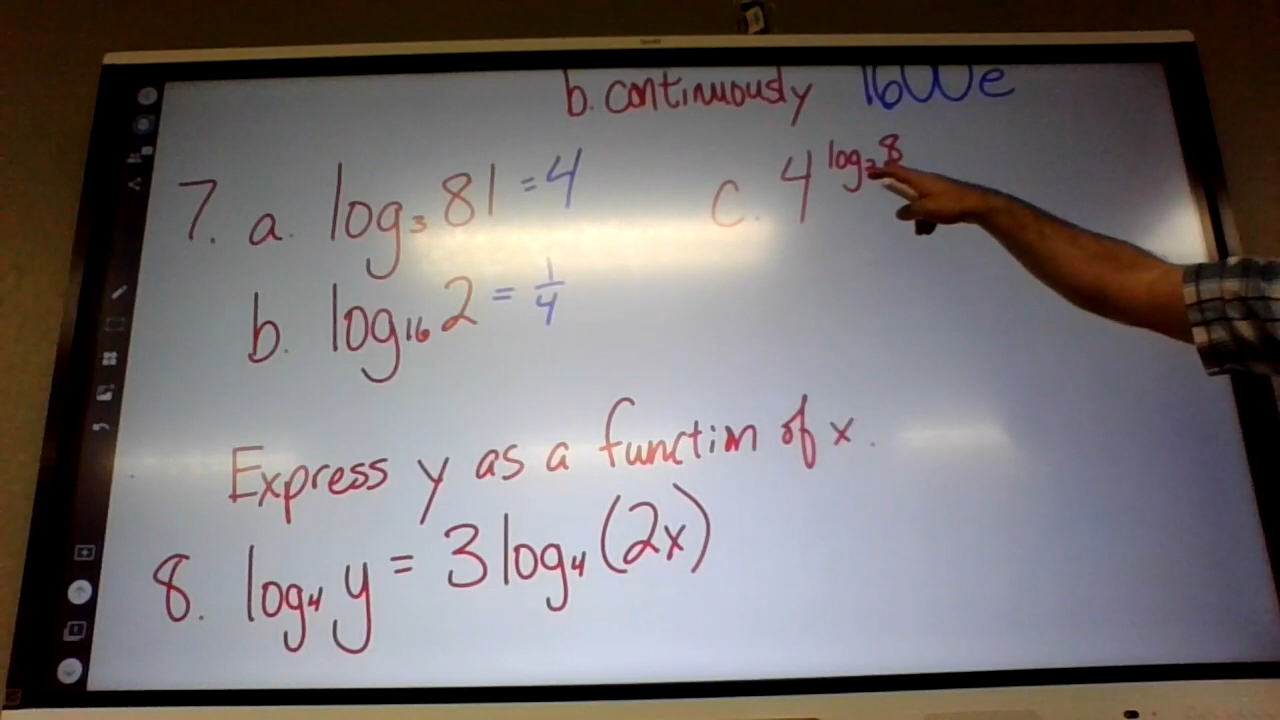 b. continuously 1600e
7. a. log₃ 81 = 4
c. 4^(log₂ 8)
b. log₁₆ 2 = 1/4
Express y as a function of x.
8. log₄ y = 3 log₄ (2x)